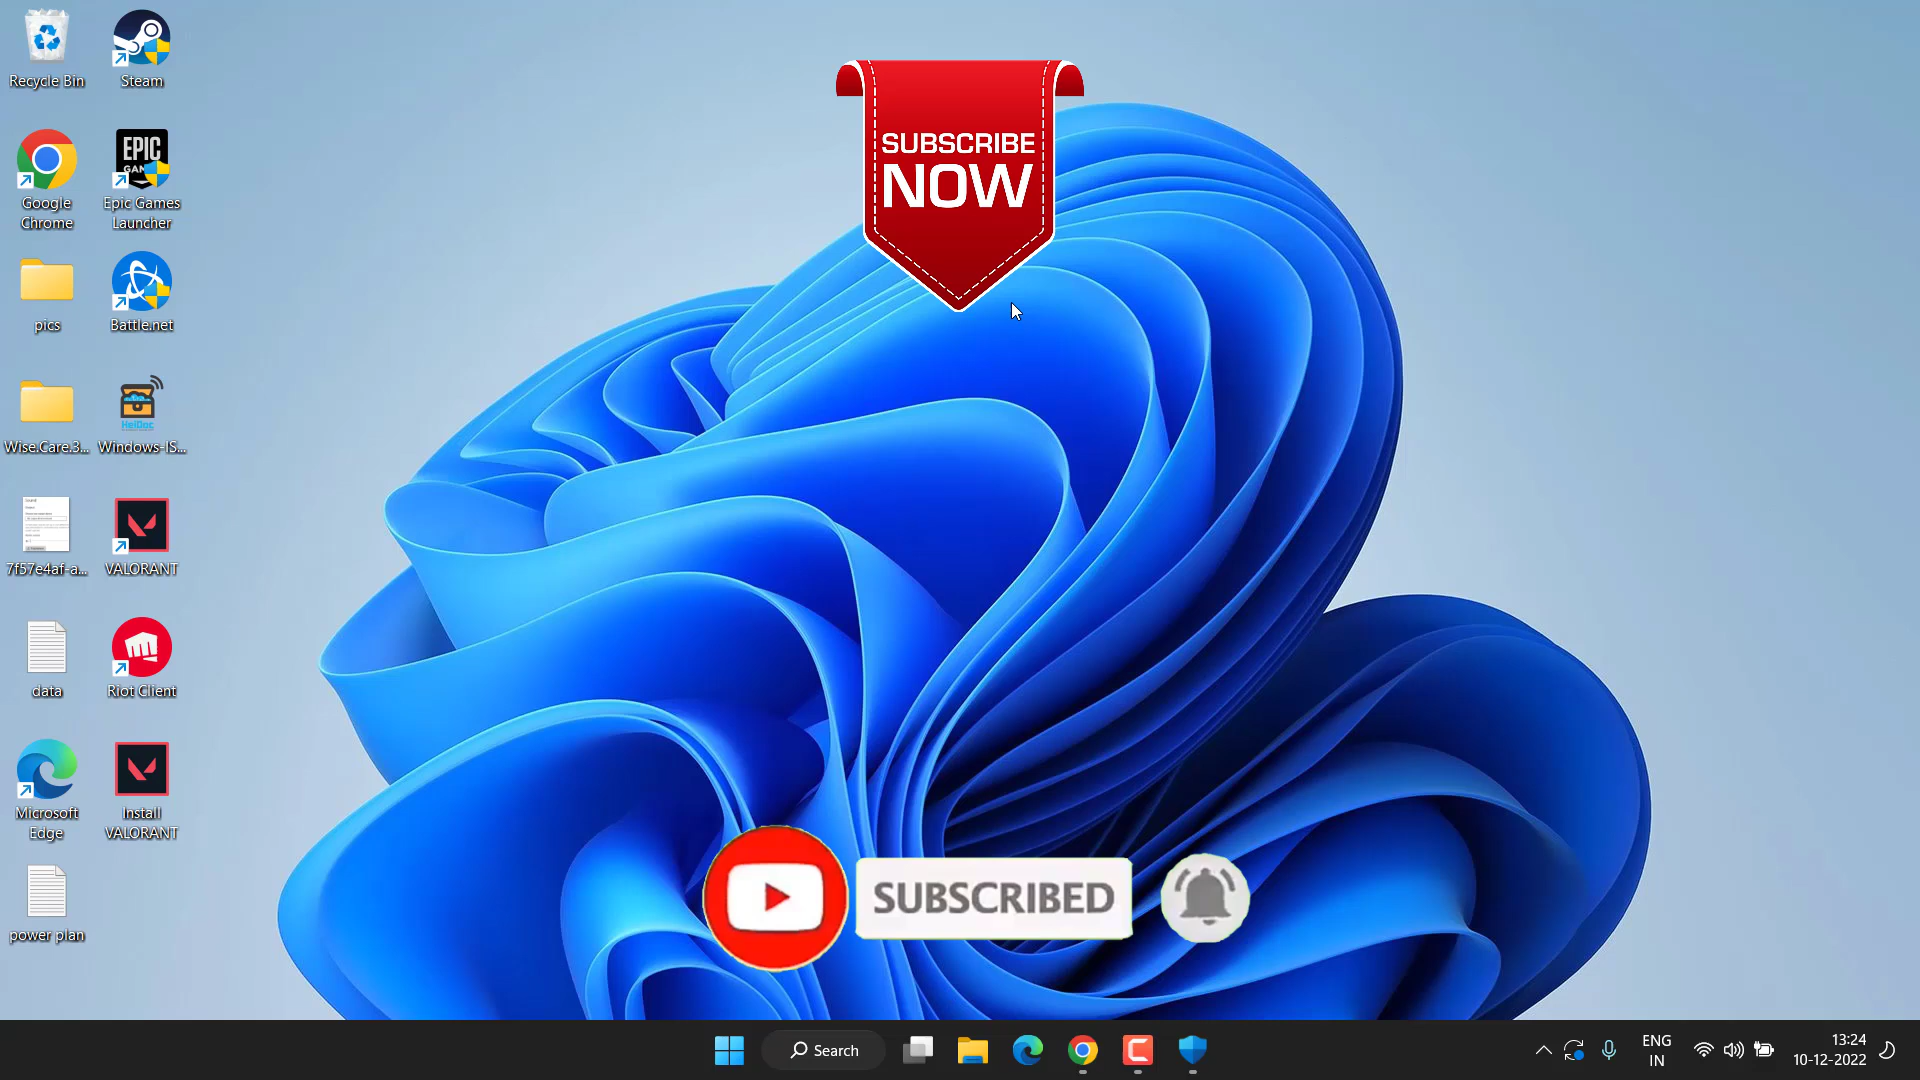 Recycle Bin
Steam
SUBSCRIBE
NOW
EPIC
Google
Chrome
Epic Games
Launcher
pics
Battle.net
HeiDoc
Wise.Care.3...
Windows-IS...
7f57e4af-a...
VALORANT
data
Riot Client
Microsoft
Edge
Install
VALORANT
SUBSCRIBED
power plan
Search
ENG
IN
13:24
10-12-2022